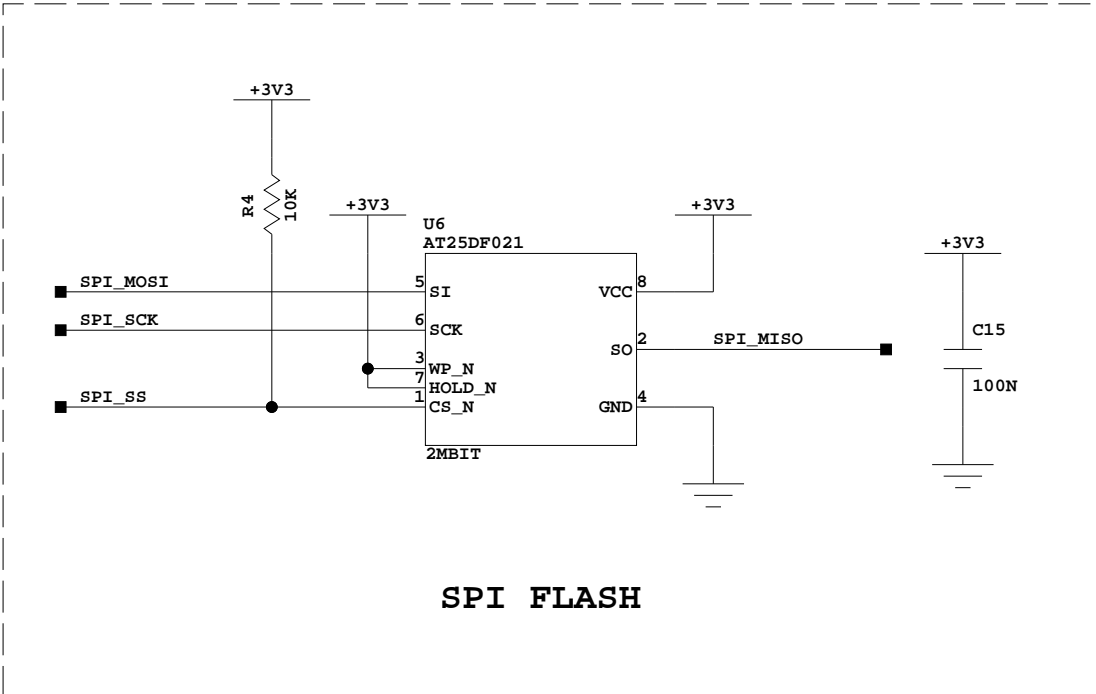 +3V3
R4
10K
+3V3
+3V3
U6
AT25DF021
+3V3
SPI_MOSI
5
SI
VCC
8
SPI_SCK
6
SCK
C15
2
SO
SPI_MISO
3
WP_N
7
HOLD_N
100N
SPI_SS
1
CS_N
GND
4
2MBIT
SPI FLASH